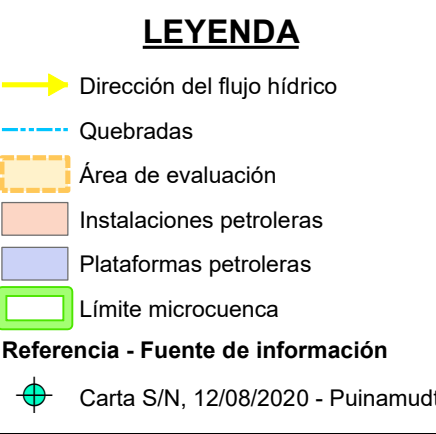 LEYENDA
Dirección del flujo hídrico
Quebradas
Área de evaluación
Instalaciones petroleras
Plataformas petroleras
Límite microcuenca
Referencia - Fuente de información
Carta S/N, 12/08/2020 - Puinamudt